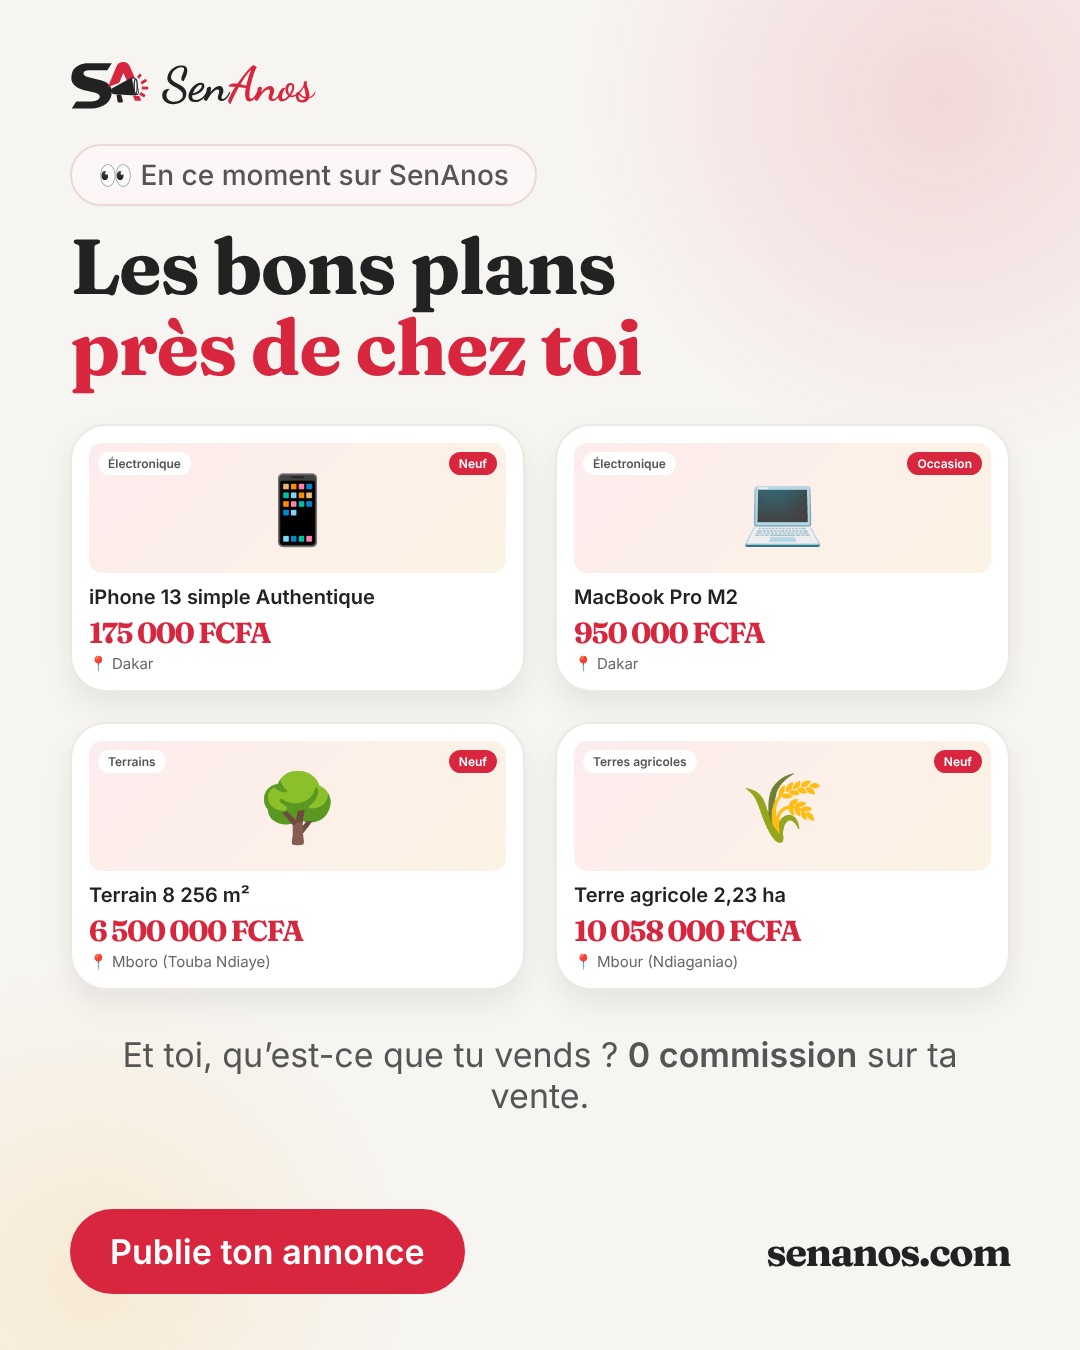 SA SenAnos
En ce moment sur SenAnos
Les bons plans
près de chez toi
Électronique
Neuf
iPhone 13 simple Authentique
175 000 FCFA
Dakar
Électronique
Occasion
MacBook Pro M2
950 000 FCFA
Dakar
Terrains
Neuf
Terrain 8 256 m²
6 500 000 FCFA
Mboro (Touba Ndiaye)
Terres agricoles
Neuf
Terre agricole 2,23 ha
10 058 000 FCFA
Mbour (Ndiaganiao)
Et toi, qu’est-ce que tu vends ? 0 commission sur ta
vente.
Publie ton annonce
senanos.com